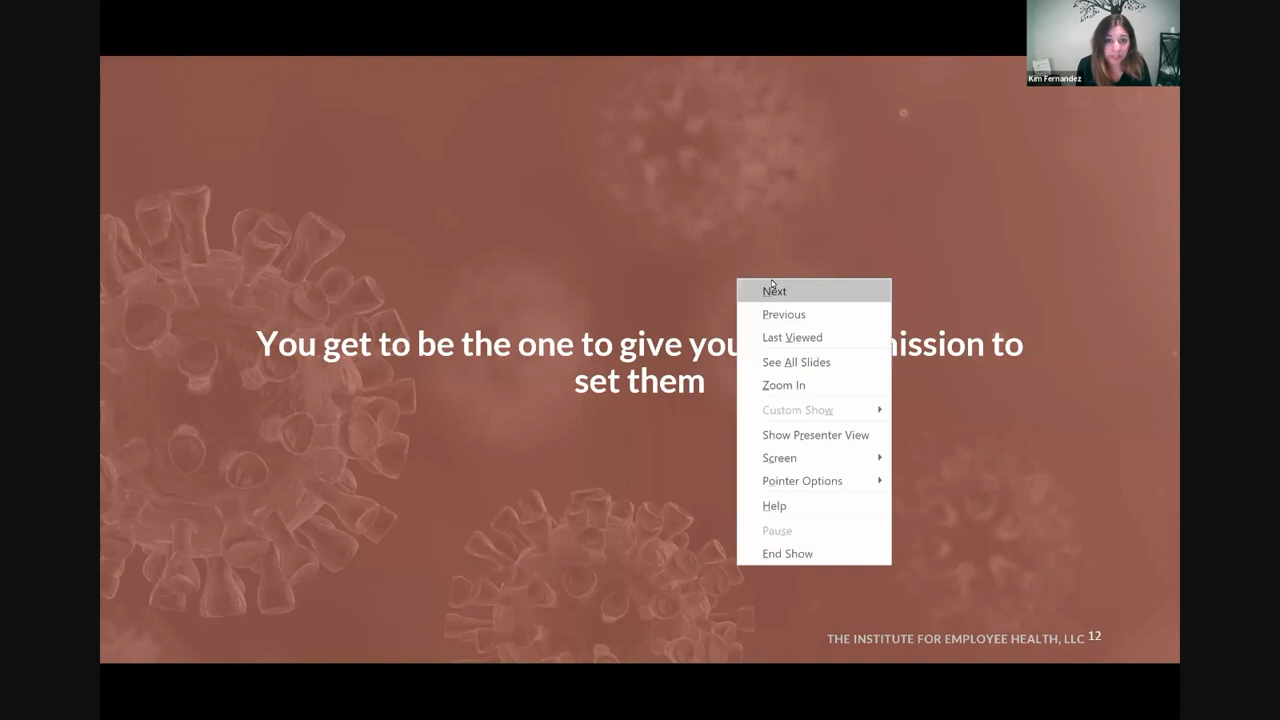 Kim Fernandez
You get to be the one to give you mission to
set them
Next
Previous
Last Viewed
See All Slides
Zoom In
Custom Show
Show Presenter View
Screen
Pointer Options
Help
Pause
End Show
THE INSTITUTE FOR EMPLOYEE HEALTH, LLC 12